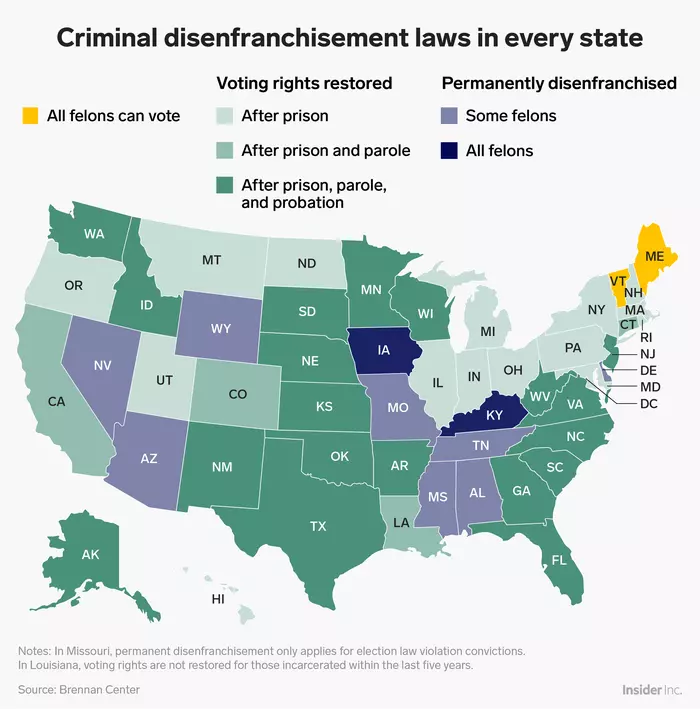 Criminal disenfranchisement laws in every state
Voting rights restored
Permanently disenfranchised
All felons can vote
After prison
Some felons
After prison and parole
All felons
After prison, parole,
and probation
WA
MT
ND
MN
ME
VT
NH
OR
ID
SD
WI
MI
NY
MA
CT
RI
WY
NJ
IA
NE
PA
DE
NV
UT
CO
IL
IN
OH
MD
DC
CA
KS
MO
KY
WV
VA
TN
NC
AZ
NM
OK
AR
SC
MS
AL
GA
TX
LA
AK
FL
HI
Notes: In Missouri, permanent disenfranchisement only applies for election law violation convictions.
In Louisiana, voting rights are not restored for those incarcerated within the last five years.
Source: Brennan Center
Insider Inc.